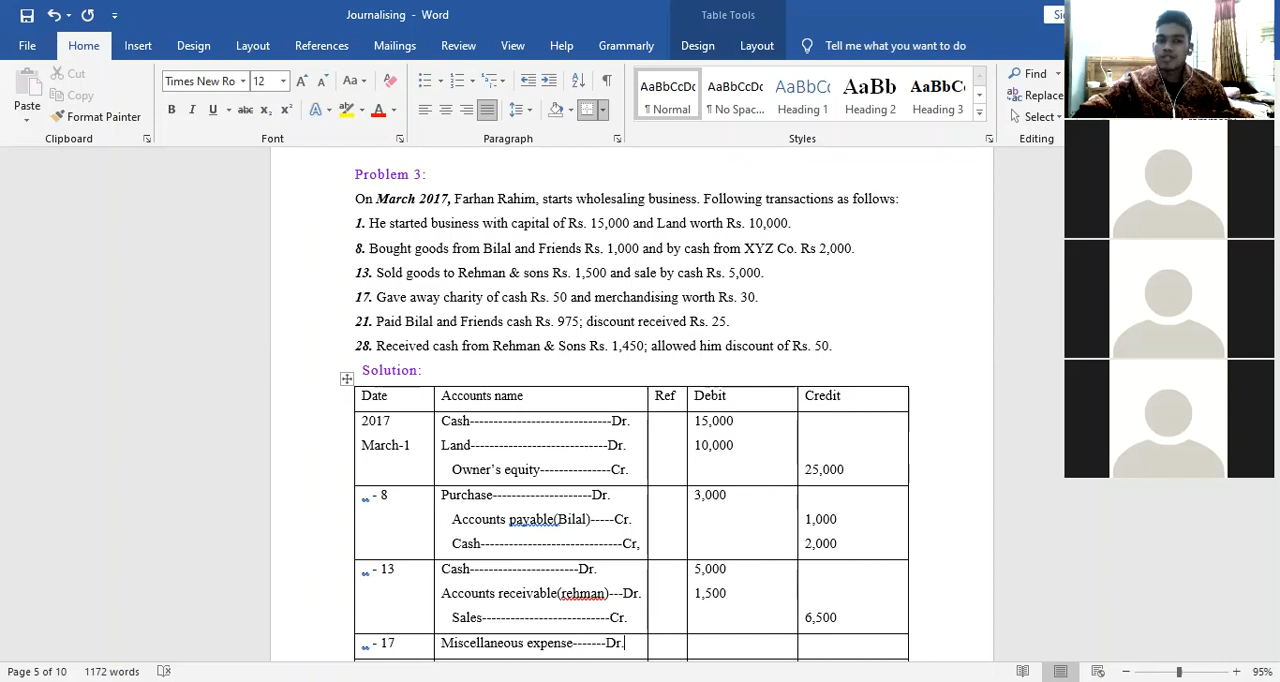 Journalising - Word
Table Tools
File Home Insert Design Layout References Mailings Review View Help Grammarly Design Layout Tell me what you want to do
Paste
Cut
Copy
Format Painter
Times New Ro 12
Aa
B I U abc x₂ x² A A
AaBbCcDc AaBbCcDc AaBbCc AaBb AaBbCc
¶ Normal ¶ No Spac... Heading 1 Heading 2 Heading 3
Find
Replace
Select
Clipboard Font Paragraph Styles Editing
Problem 3:
On March 2017, Farhan Rahim, starts wholesaling business. Following transactions as follows:
1. He started business with capital of Rs. 15,000 and Land worth Rs. 10,000.
8. Bought goods from Bilal and Friends Rs. 1,000 and by cash from XYZ Co. Rs 2,000.
13. Sold goods to Rehman & sons Rs. 1,500 and sale by cash Rs. 5,000.
17. Gave away charity of cash Rs. 50 and merchandising worth Rs. 30.
21. Paid Bilal and Friends cash Rs. 975; discount received Rs. 25.
28. Received cash from Rehman & Sons Rs. 1,450; allowed him discount of Rs. 50.
Solution:
Date Accounts name Ref Debit Credit
2017 Cash-----------------------------Dr. 15,000
March-1 Land----------------------------Dr. 10,000
Owner's equity---------------Cr. 25,000
„ - 8 Purchase---------------------Dr. 3,000
Accounts payable(Bilal)-----Cr. 1,000
Cash-----------------------------Cr, 2,000
„ - 13 Cash-----------------------Dr. 5,000
Accounts receivable(rehman)---Dr. 1,500
Sales---------------------------Cr. 6,500
„ - 17 Miscellaneous expense-------Dr.
Page 5 of 10 1172 words 95%